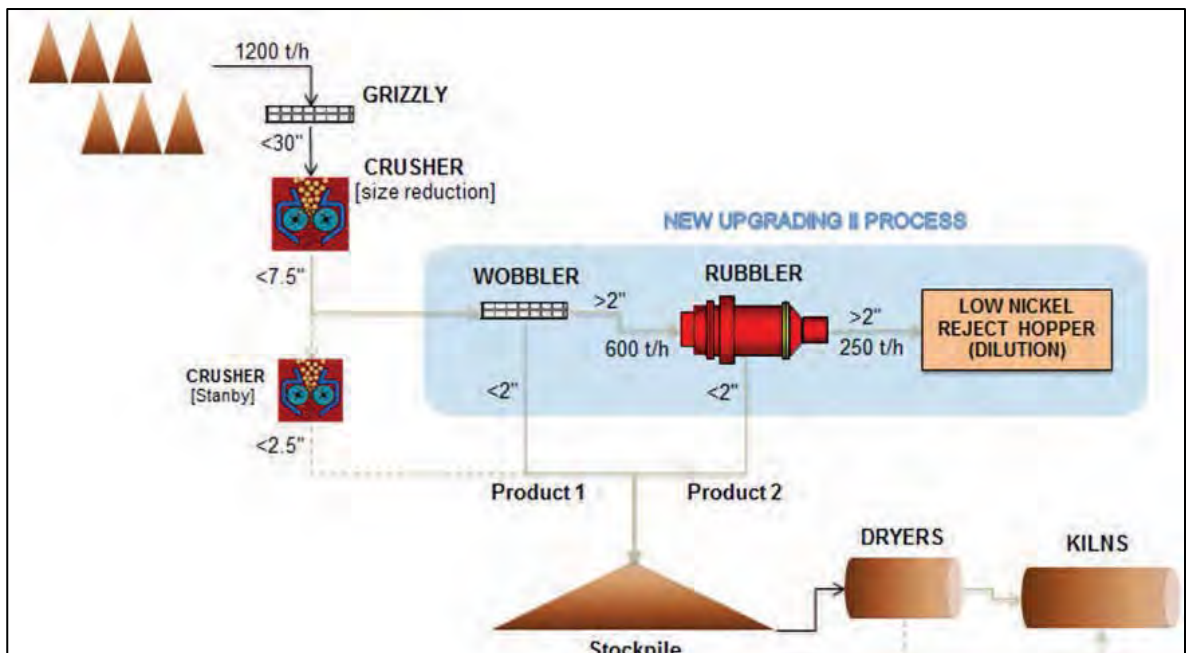 1200 t/h
GRIZZLY
<30"
CRUSHER
[size reduction]
NEW UPGRADING II PROCESS
<7.5"
WOBBLER
RUBBLER
>2"
>2"
LOW NICKEL
REJECT HOPPER
(DILUTION)
600 t/h
250 t/h
CRUSHER
[Stanby]
<2"
<2"
<2.5"
Product 1
Product 2
DRYERS
KILNS
Stockpile